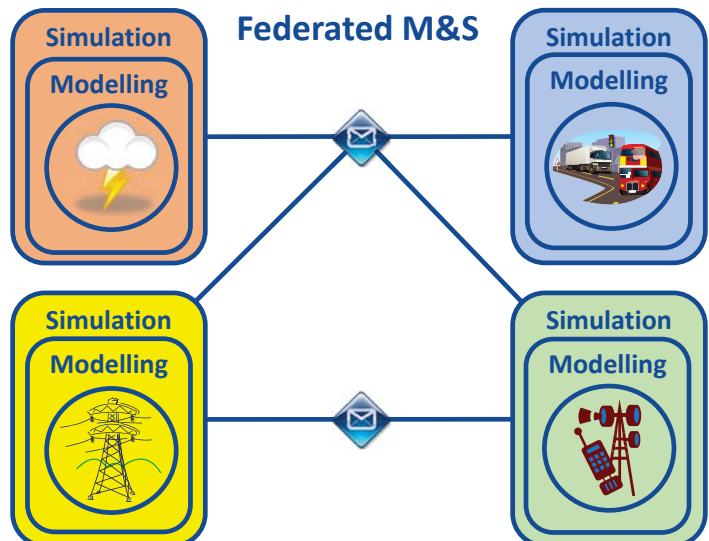 Federated M&S
Simulation
Modelling
Simulation
Modelling
Simulation
Modelling
Simulation
Modelling